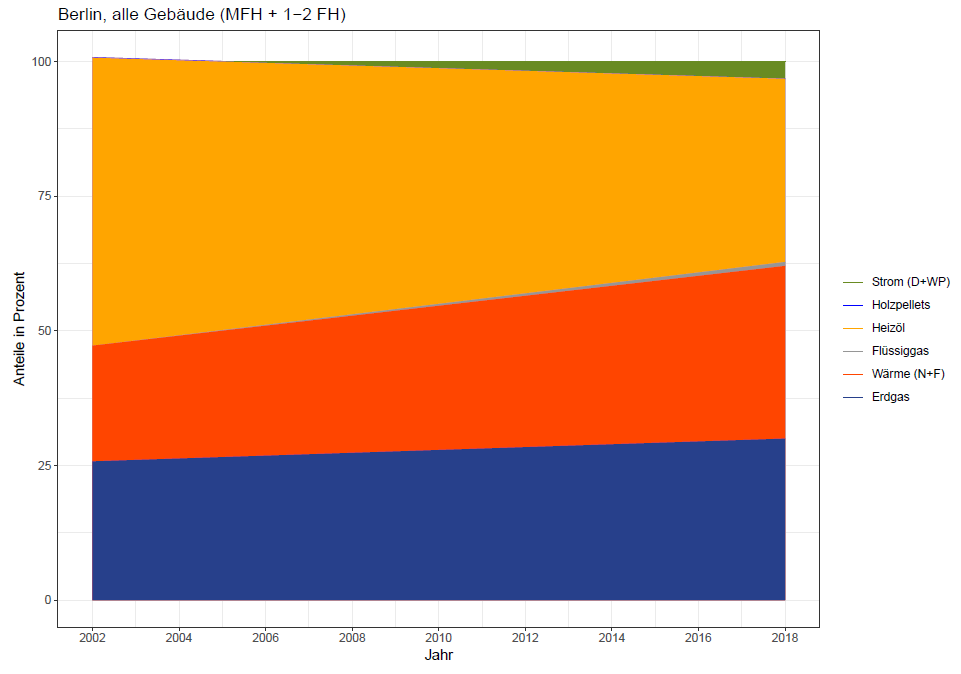 Berlin, alle Gebäude (MFH + 1−2 FH)
100
75
50
25
0
Anteile in Prozent
2002 2004 2006 2008 2010 2012 2014 2016 2018
Jahr
Strom (D+WP)
Holzpellets
Heizöl
Flüssiggas
Wärme (N+F)
Erdgas